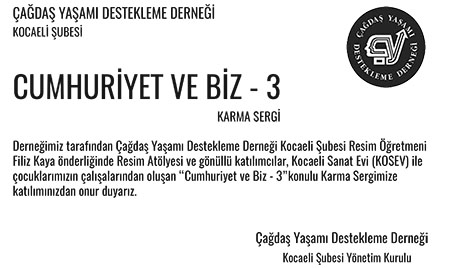 ÇAĞDAŞ YAŞAMI DESTEKLEME DERNEĞİ
KOCAELİ ŞUBESİ
ÇAĞDAŞ YAŞAMI
DESTEKLEME DERNEĞİ
CUMHURİYET VE BİZ - 3
KARMA SERGİ
Derneğimiz tarafından Çağdaş Yaşamı Destekleme Derneği Kocaeli Şubesi Resim Öğretmeni
Filiz Kaya önderliğinde Resim Atölyesi ve gönüllü katılımcılar, Kocaeli Sanat Evi (KOSEV) ile
çocuklarımızın çalışalarından oluşan “Cumhuriyet ve Biz - 3”konulu Karma Sergimize
katılımınızdan onur duyarız.
Çağdaş Yaşamı Destekleme Derneği
Kocaeli Şubesi Yönetim Kurulu